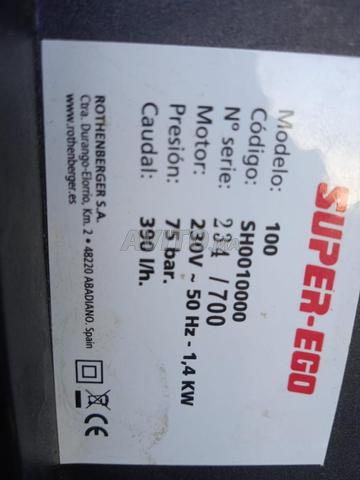 SUPER-EGO
Modelo: 100
Código: SH0010000
Nº serie: 234 /700
Motor: 230V ~ 50 Hz - 1,4 KW
Presión: 75 bar.
Caudal: 390 l/h.
ROTHENBERGER S.A.
Ctra. Durango-Elorrio, Km. 2 • 48220 ABADIANO. Spain
www.rothenberger.es
CE